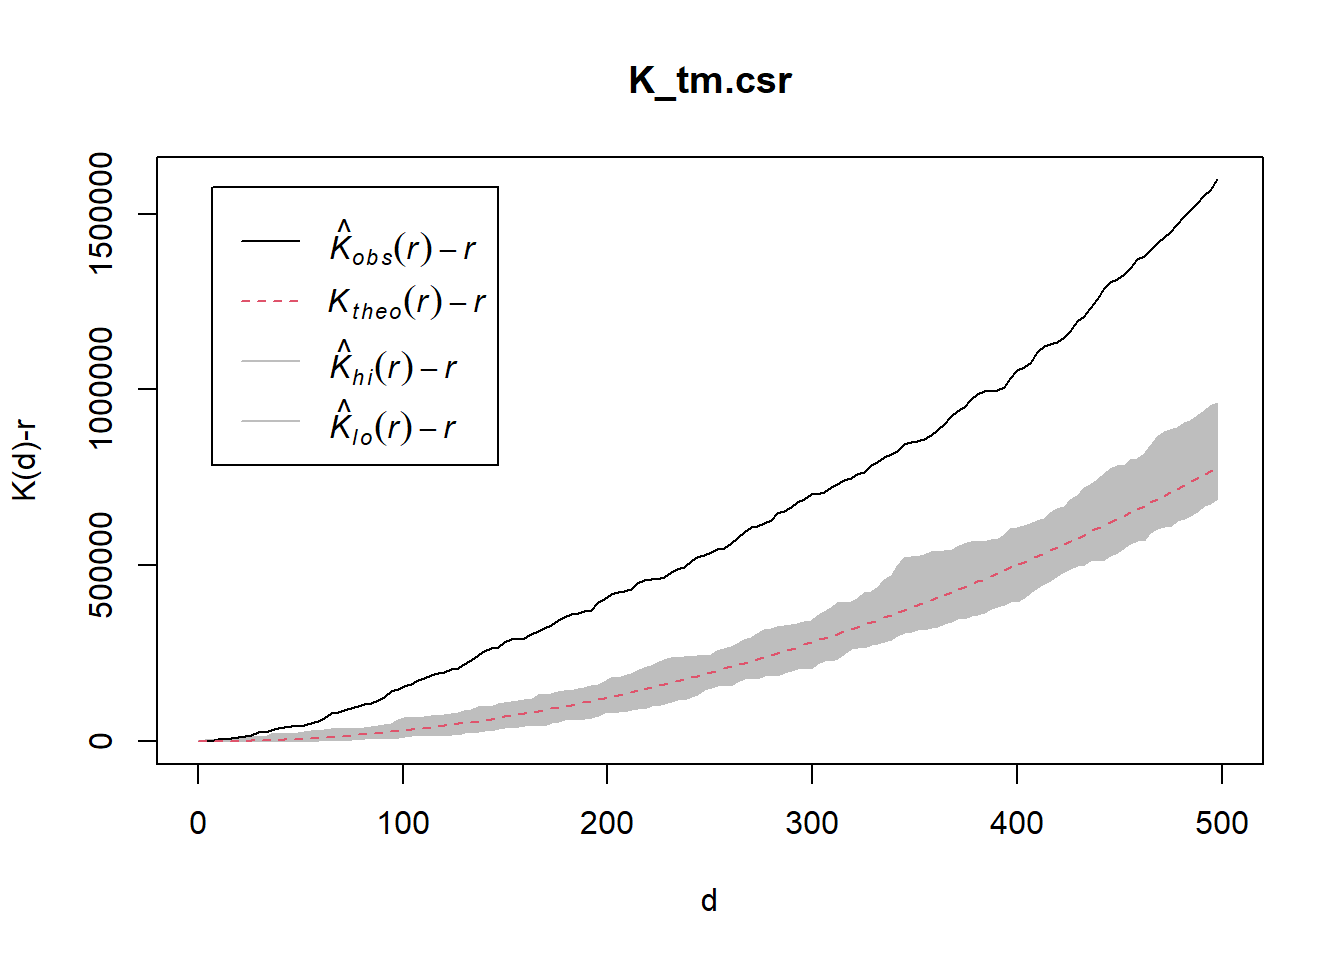 K_tm.csr
K̂obs(r) − r
Ktheo(r) − r
K̂hi(r) − r
K̂lo(r) − r
K(d)-r
1500000
1000000
500000
0
0 100 200 300 400 500
d